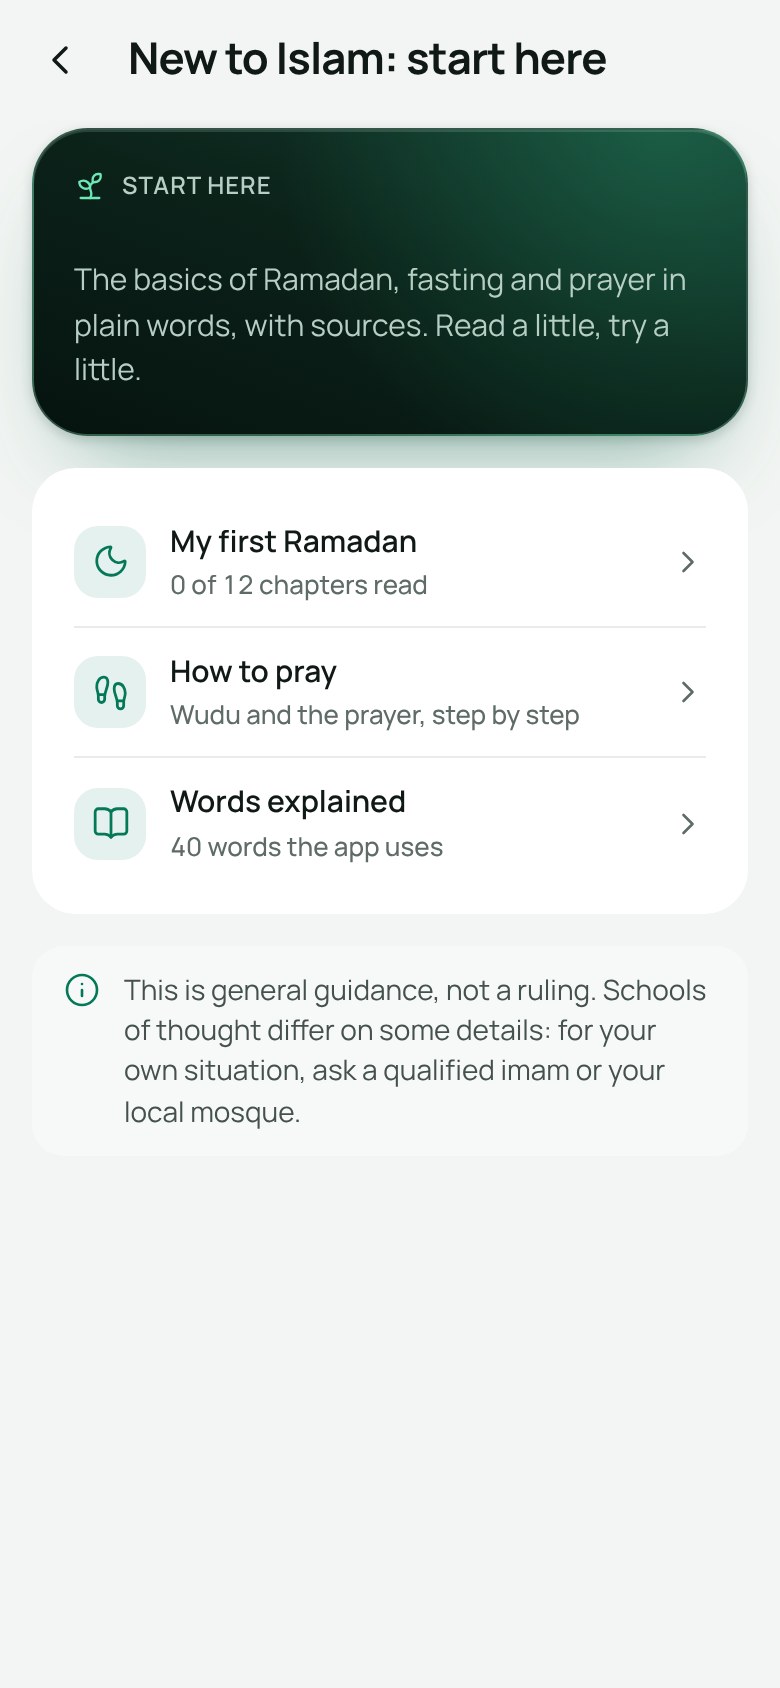 New to Islam: start here
START HERE
The basics of Ramadan, fasting and prayer in
plain words, with sources. Read a little, try a
little.
My first Ramadan
0 of 12 chapters read
How to pray
Wudu and the prayer, step by step
Words explained
40 words the app uses
This is general guidance, not a ruling. Schools
of thought differ on some details: for your
own situation, ask a qualified imam or your
local mosque.